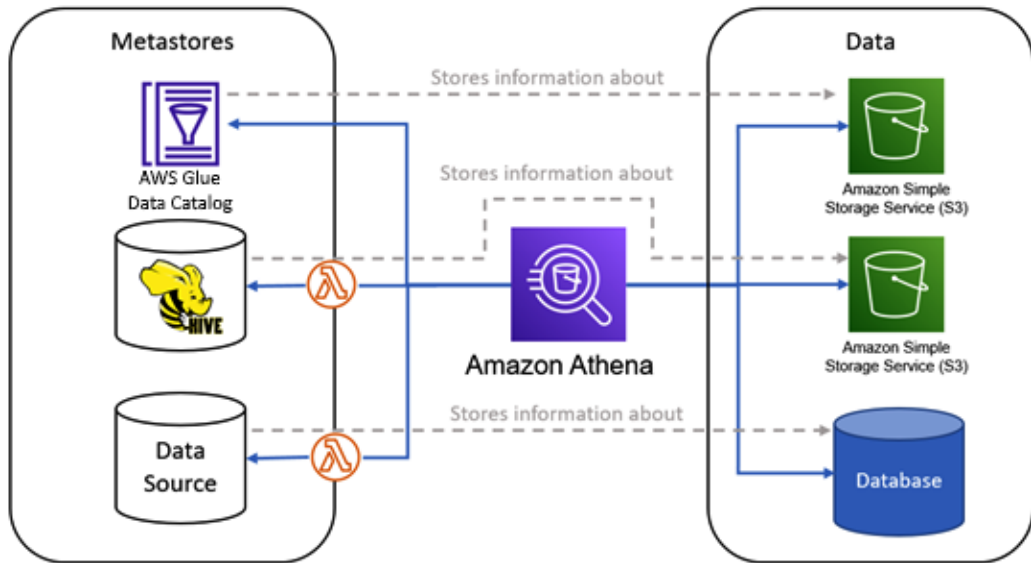 Metastores
Data
Stores information about
AWS Glue
Data Catalog
Amazon Simple
Storage Service (S3)
Stores information about
HIVE
Amazon Athena
Amazon Simple
Storage Service (S3)
Stores information about
Data
Source
Database